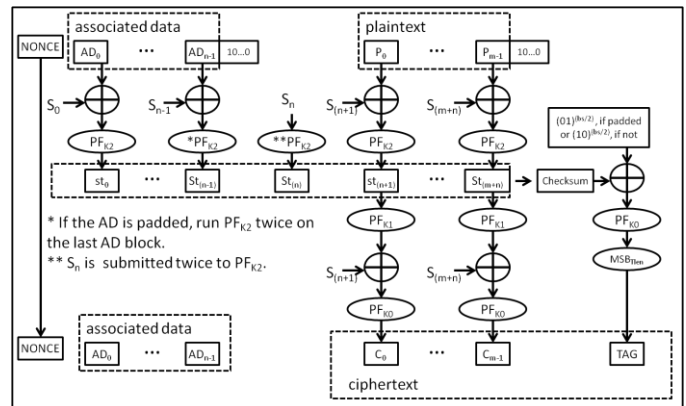 associated data
plaintext
NONCE
AD0
...
ADn-1
10...0
P0
...
Pm-1
10...0
S0
Sn-1
Sn
S(n+1)
S(m+n)
(01)(bs/2), if padded
or (10)(bs/2), if not
PFK2
*PFK2
**PFK2
PFK2
PFK2
st0
...
St(n-1)
St(n)
st(n+1)
...
St(m+n)
Checksum
* If the AD is padded, run PFK2 twice on
the last AD block.
** Sn is submitted twice to PFK2.
PFK1
PFK1
PFK0
S(n+1)
S(m+n)
MSBTlen
PFK0
PFK0
associated data
NONCE
AD0
...
ADn-1
C0
...
Cm-1
TAG
ciphertext